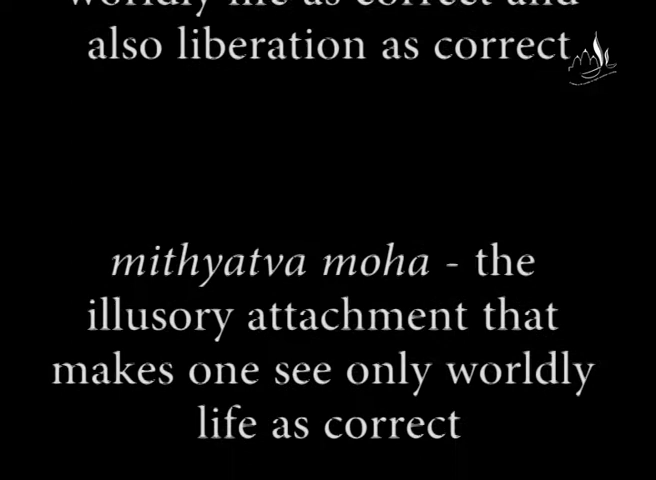 worldly life as correct and
also liberation as correct
mithyatva moha - the
illusory attachment that
makes one see only worldly
life as correct